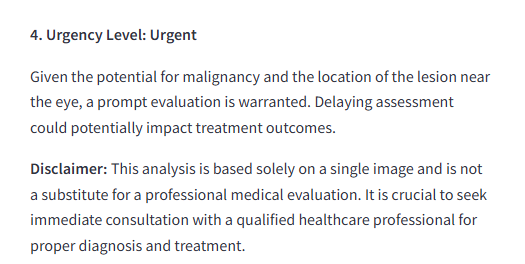 4. Urgency Level: Urgent
Given the potential for malignancy and the location of the lesion near
the eye, a prompt evaluation is warranted. Delaying assessment
could potentially impact treatment outcomes.
Disclaimer: This analysis is based solely on a single image and is not
a substitute for a professional medical evaluation. It is crucial to seek
immediate consultation with a qualified healthcare professional for
proper diagnosis and treatment.